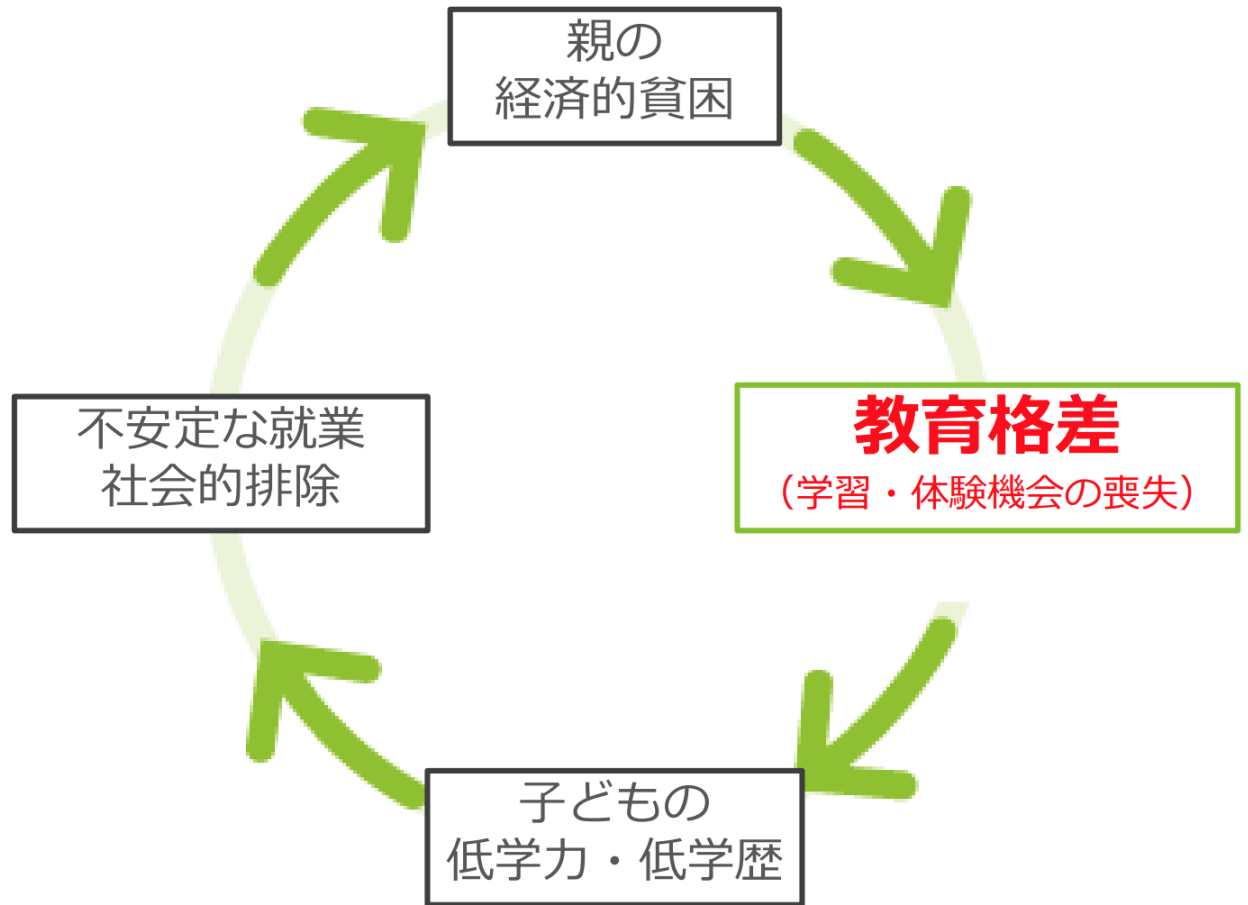 親の
経済的貧困
教育格差
（学習・体験機会の喪失）
子どもの
低学力・低学歴
不安定な就業
社会的排除